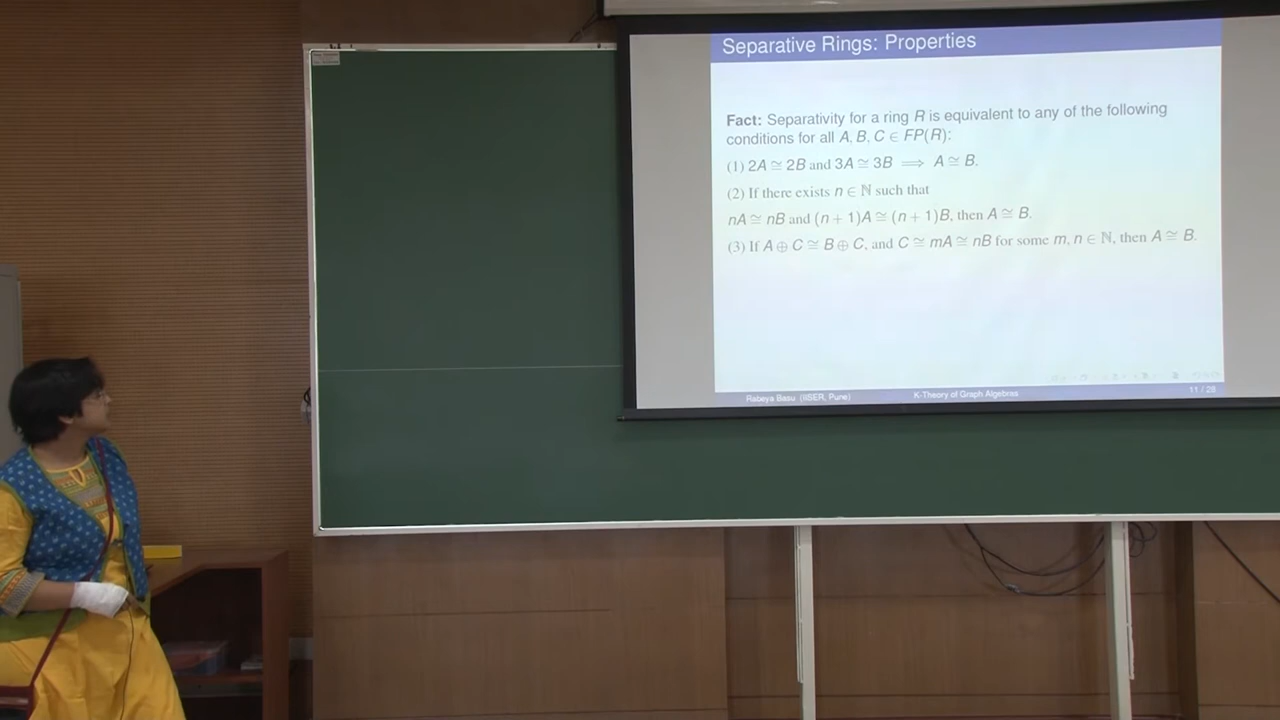 Separative Rings: Properties
Fact: Separativity for a ring R is equivalent to any of the following
conditions for all A, B, C ∈ FP(R):
(1) 2A ≅ 2B and 3A ≅ 3B ⟹ A ≅ B.
(2) If there exists n ∈ ℕ such that
nA ≅ nB and (n + 1)A ≅ (n + 1)B, then A ≅ B.
(3) If A ⊕ C ≅ B ⊕ C, and C ≅ mA ≅ nB for some m, n ∈ ℕ, then A ≅ B.
Rabeya Basu (IISER, Pune) K-Theory of Graph Algebras 11 / 28